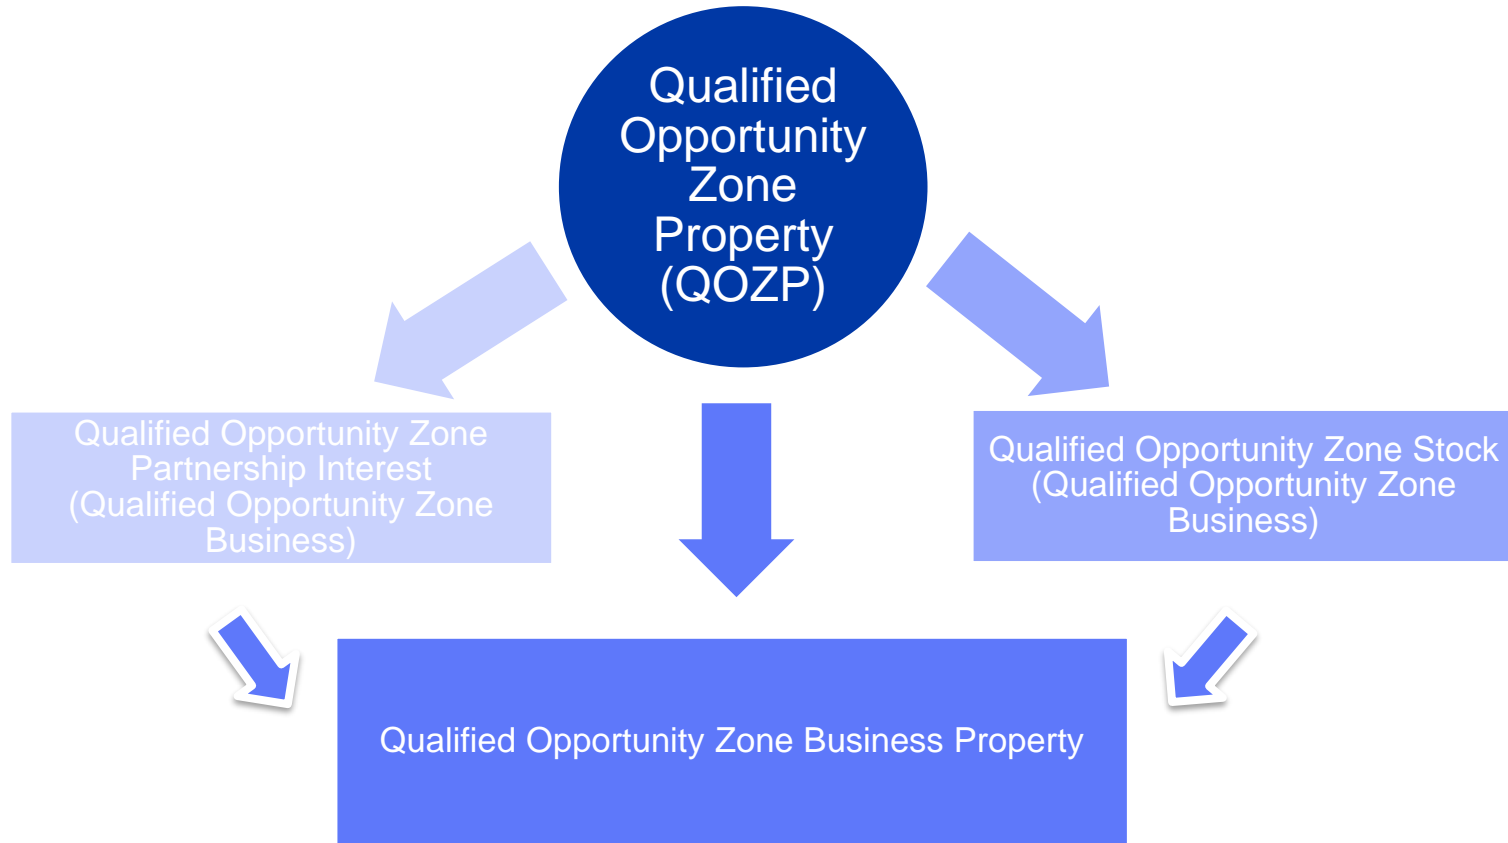 Qualified
Opportunity
Zone
Property
(QOZP)
Qualified Opportunity Zone
Partnership Interest
(Qualified Opportunity Zone
Business)
Qualified Opportunity Zone Stock
(Qualified Opportunity Zone
Business)
Qualified Opportunity Zone Business Property